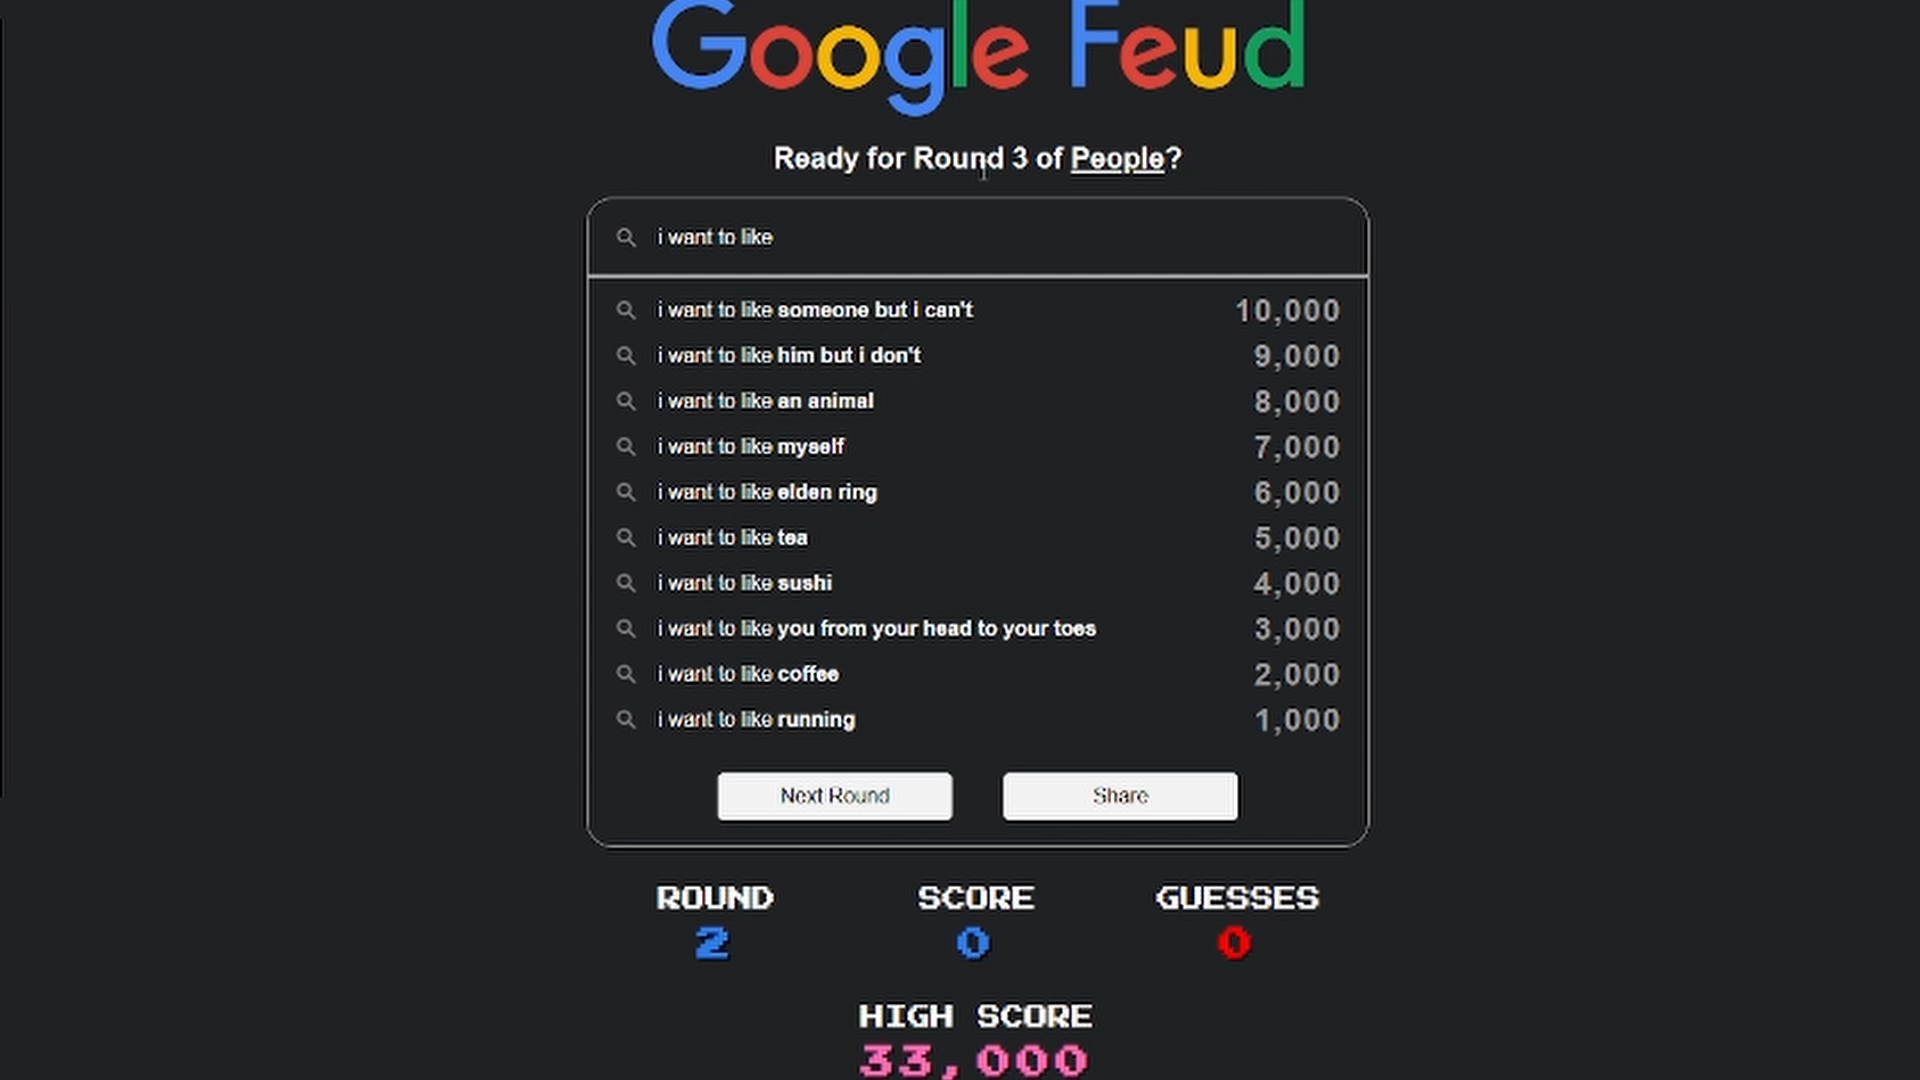 Google Feud
Ready for Round 3 of People?
i want to like
i want to like someone but i can't 10,000
i want to like him but i don't 9,000
i want to like an animal 8,000
i want to like myself 7,000
i want to like elden ring 6,000
i want to like tea 5,000
i want to like sushi 4,000
i want to like you from your head to your toes 3,000
i want to like coffee 2,000
i want to like running 1,000
Next Round Share
ROUND SCORE GUESSES
2 0 0
HIGH SCORE
33,000